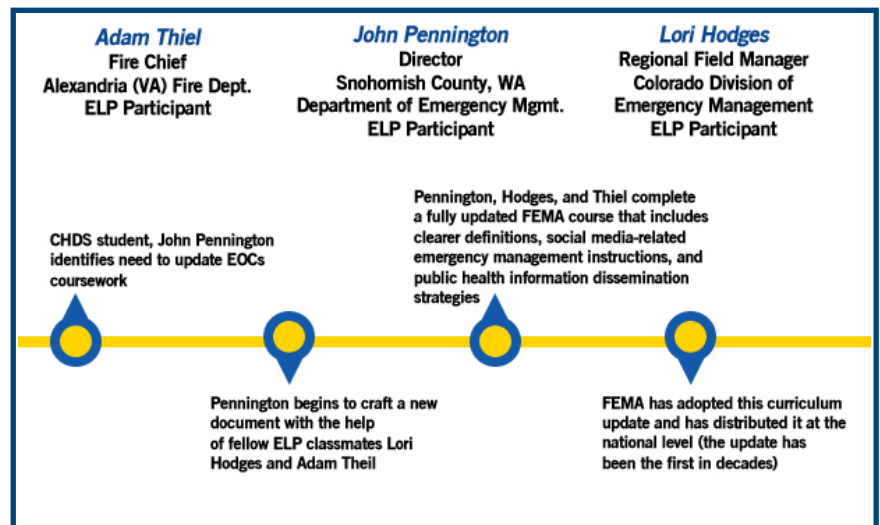 Adam Thiel
Fire Chief
Alexandria (VA) Fire Dept.
ELP Participant
John Pennington
Director
Snohomish County, WA
Department of Emergency Mgmt.
ELP Participant
Lori Hodges
Regional Field Manager
Colorado Division of
Emergency Management
ELP Participant
CHDS student, John Pennington
identifies need to update EOCs
coursework
Pennington begins to craft a new
document with the help
of fellow ELP classmates Lori
Hodges and Adam Theil
Pennington, Hodges, and Thiel complete
a fully updated FEMA course that includes
clearer definitions, social media-related
emergency management instructions, and
public health information dissemination
strategies
FEMA has adopted this curriculum
update and has distributed it at the
national level (the update has
been the first in decades)